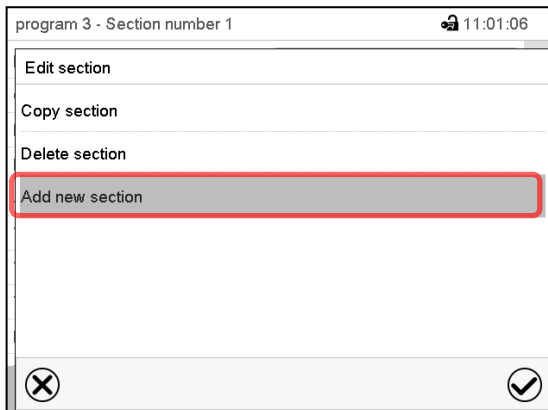 program 3 - Section number 1 11:01:06
Edit section
Copy section
Delete section
Add new section